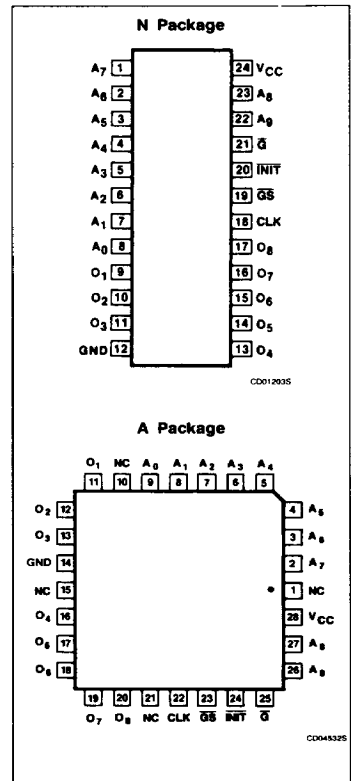 N Package
A7 1 24 VCC
A6 2 23 A8
A5 3 22 A9
A4 4 21 G̅
A3 5 20 I̅N̅I̅T̅
A2 6 19 G̅S̅
A1 7 18 CLK
A0 8 17 O8
O1 9 16 O7
O2 10 15 O6
O3 11 14 O5
GND 12 13 O4
CD01203S
A Package
O1 NC A0 A1 A2 A3 A4
11 10 9 8 7 6 5
O2 12 4 A5
O3 13 3 A6
GND 14 2 A7
NC 15 1 NC
O4 16 28 VCC
O5 17 27 A8
O6 18 26 A9
19 20 21 22 23 24 25
O7 O8 NC CLK G̅S̅ I̅N̅I̅T̅ G̅
CD04532S